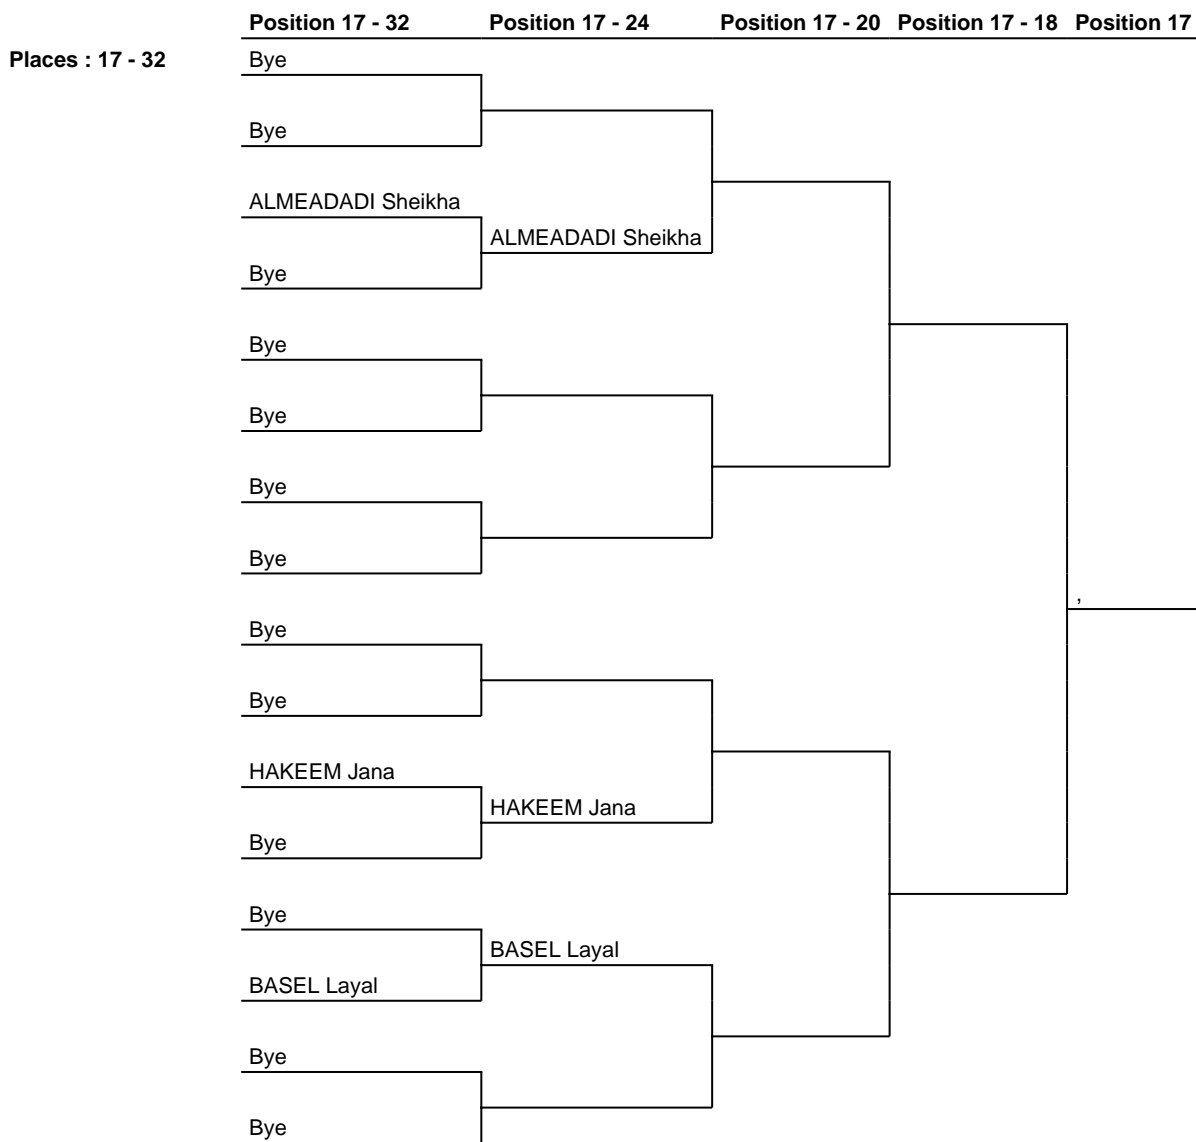 Position 17 - 32 Position 17 - 24 Position 17 - 20 Position 17 - 18 Position 17
Places : 17 - 32 Bye
Bye
ALMEADADI Sheikha
ALMEADADI Sheikha
Bye
Bye
Bye
Bye
Bye
,
Bye
Bye
HAKEEM Jana
HAKEEM Jana
Bye
Bye
BASEL Layal
BASEL Layal
Bye
Bye